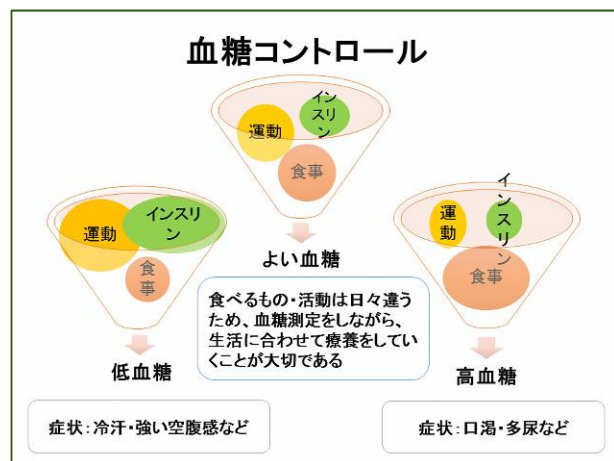 血糖コントロール
運動
イン
スリ
ン
食事
よい血糖
運動
インスリ
ン
食
事
低血糖
運
動
イ
ン
ス
リ
ン
食事
高血糖
食べるもの・活動は日々違う
ため、血糖測定をしながら、
生活に合わせて療養をしてい
くことが大切である
症状：冷汗・強い空腹感など
症状：口渇・多尿など